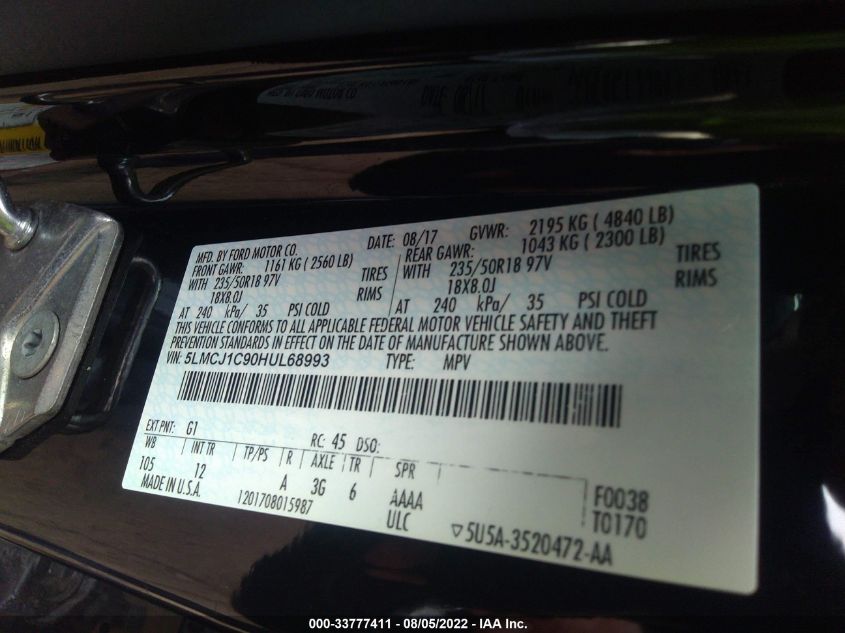 MFD. BY FORD MOTOR CO.
DATE: 08/17 GVWR: 2195 KG ( 4840 LB)
FRONT GAWR: 1161 KG ( 2560 LB) REAR GAWR: 1043 KG ( 2300 LB)
WITH 235/50R18 97V TIRES WITH 235/50R18 97V TIRES
18X8.0J RIMS 18X8.0J RIMS
AT 240 kPa/ 35 PSI COLD AT 240 kPa/ 35 PSI COLD
THIS VEHICLE CONFORMS TO ALL APPLICABLE FEDERAL MOTOR VEHICLE SAFETY AND THEFT
PREVENTION STANDARDS IN EFFECT ON THE DATE OF MANUFACTURE SHOWN ABOVE.
VIN: 5LMCJ1C90HUL68993 TYPE: MPV
EXT PNT: G1 RC: 45 DSO:
WB INT TR TP/PS R AXLE TR SPR
105 12 A 3G 6 AAAA F0038
MADE IN U.S.A. 1201708015987 ULC T0170
▽5U5A-3520472-AA
000-33777411 - 08/05/2022 - IAA Inc.